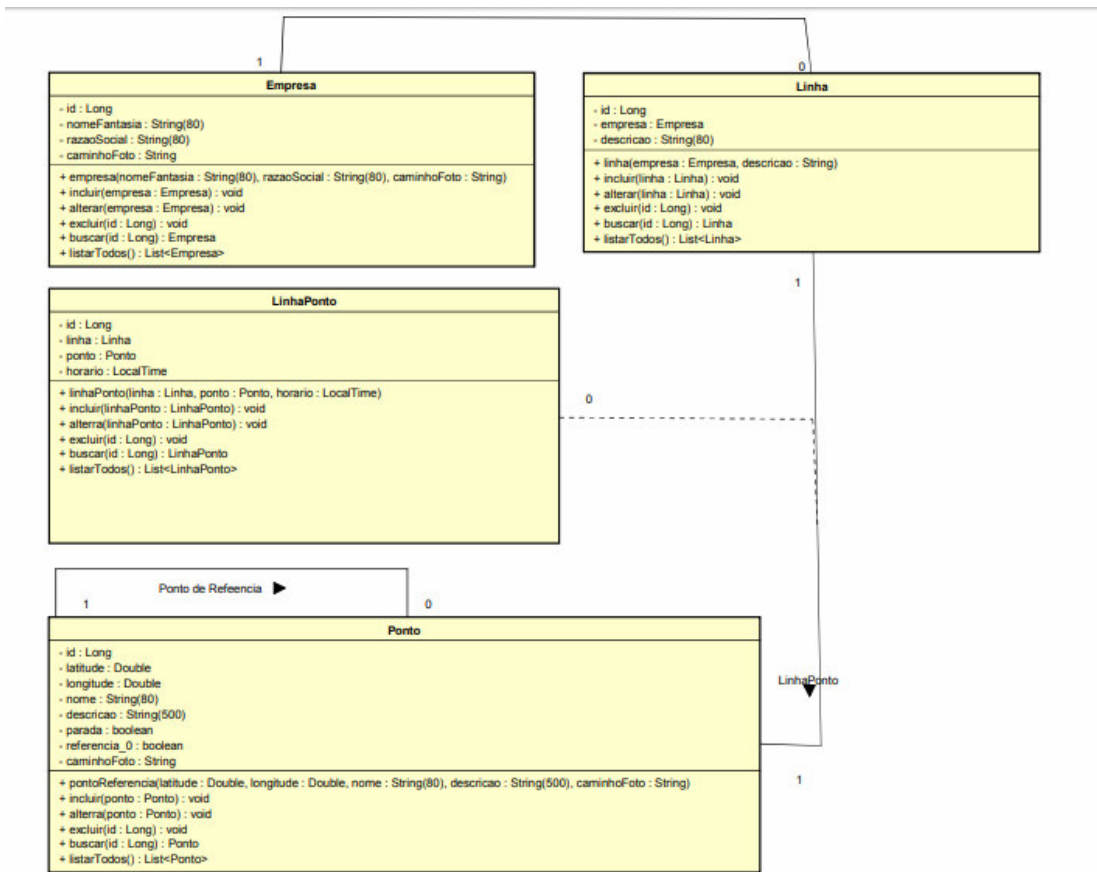 1
0
Empresa
- id : Long
- nomeFantasia : String(80)
- razaoSocial : String(80)
- caminhoFoto : String
+ empresa(nomeFantasia : String(80), razaoSocial : String(80), caminhoFoto : String)
+ incluir(empresa : Empresa) : void
+ alterar(empresa : Empresa) : void
+ excluir(id : Long) : void
+ buscar(id : Long) : Empresa
+ listarTodos() : List<Empresa>
Linha
- id : Long
- empresa : Empresa
- descricao : String(80)
+ linha(empresa : Empresa, descricao : String)
+ incluir(linha : Linha) : void
+ alterar(linha : Linha) : void
+ excluir(id : Long) : void
+ buscar(id : Long) : Linha
+ listarTodos() : List<Linha>
1
LinhaPonto
- id : Long
- linha : Linha
- ponto : Ponto
- horario : LocalTime
+ linhaPonto(linha : Linha, ponto : Ponto, horario : LocalTime)
+ incluir(linhaPonto : LinhaPonto) : void
+ alterra(linhaPonto : LinhaPonto) : void
+ excluir(id : Long) : void
+ buscar(id : Long) : LinhaPonto
+ listarTodos() : List<LinhaPonto>
0
Ponto de Refeencia
1
0
Ponto
- id : Long
- latitude : Double
- longitude : Double
- nome : String(80)
- descricao : String(500)
- parada : boolean
- referencia_0 : boolean
- caminhoFoto : String
+ pontoReferencia(latitude : Double, longitude : Double, nome : String(80), descricao : String(500), caminhoFoto : String)
+ incluir(ponto : Ponto) : void
+ alterra(ponto : Ponto) : void
+ excluir(id : Long) : void
+ buscar(id : Long) : Ponto
+ listarTodos() : List<Ponto>
LinhaPonto
1